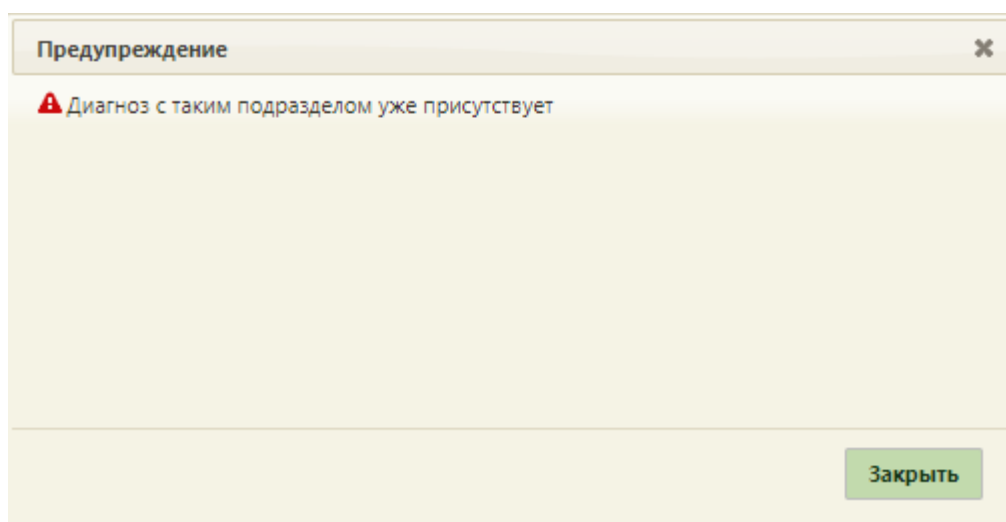 Предупреждение
Диагноз с таким подразделом уже присутствует
Закрыть